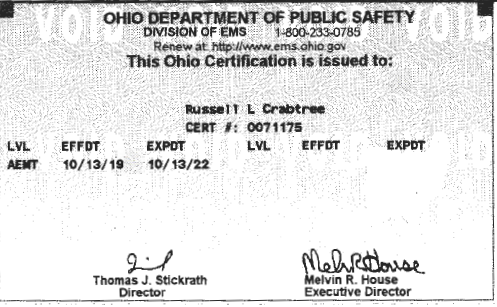 VOID VOID
OHIO DEPARTMENT OF PUBLIC SAFETY
DIVISION OF EMS 1-800-233-0785
Renew at: http://www.ems.ohio.gov
This Ohio Certification is issued to:
Russell L Crabtree
CERT #: 0071175
LVL EFFDT EXPDT LVL EFFDT EXPDT
AEMT 10/13/19 10/13/22
Thomas J. Stickrath Melvin R. House
Director Executive Director